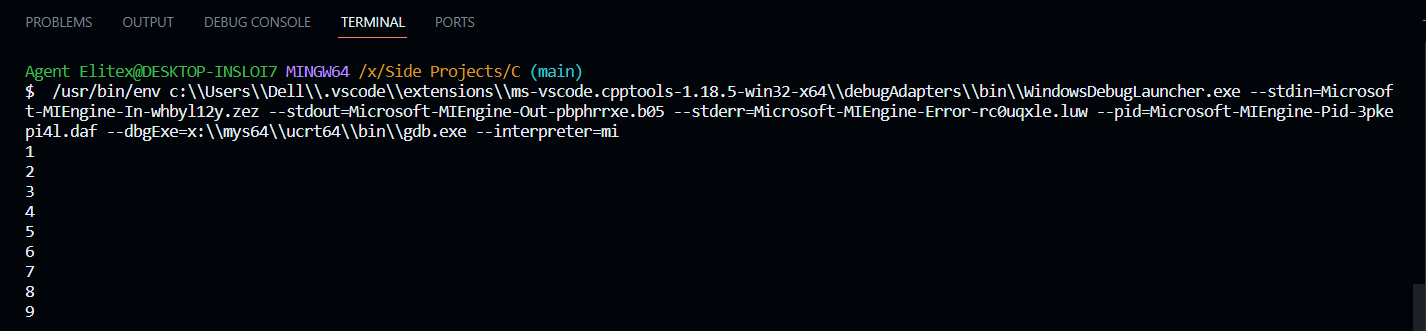 PROBLEMS OUTPUT DEBUG CONSOLE TERMINAL PORTS
Agent Elitex@DESKTOP-INSLOI7 MINGW64 /x/Side Projects/C (main)
$  /usr/bin/env c:\\Users\\Dell\\.vscode\\extensions\\ms-vscode.cpptools-1.18.5-win32-x64\\debugAdapters\\bin\\WindowsDebugLauncher.exe --stdin=Microsof
t-MIEngine-In-whbyl12y.zez --stdout=Microsoft-MIEngine-Out-pbphrrxe.b05 --stderr=Microsoft-MIEngine-Error-rc0uqxle.luw --pid=Microsoft-MIEngine-Pid-3pke
pi4l.daf --dbgExe=x:\\mys64\\ucrt64\\bin\\gdb.exe --interpreter=mi
1
2
3
4
5
6
7
8
9